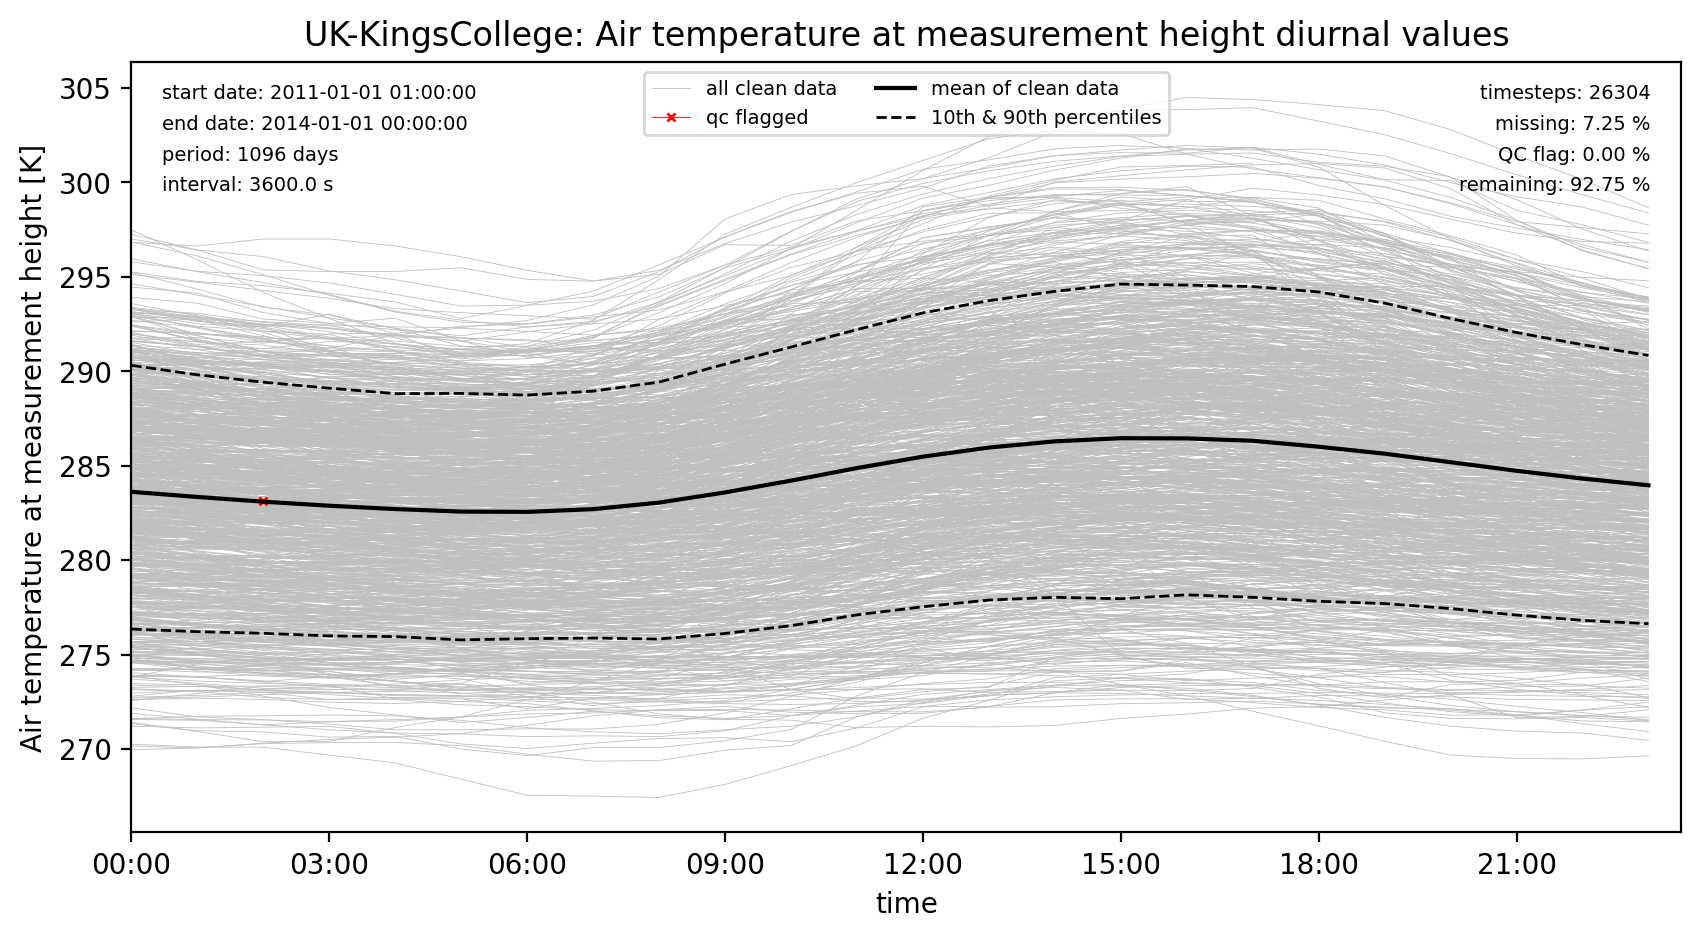 UK-KingsCollege: Air temperature at measurement height diurnal values
start date: 2011-01-01 01:00:00
end date: 2014-01-01 00:00:00
period: 1096 days
interval: 3600.0 s
all clean data
qc flagged
mean of clean data
10th & 90th percentiles
timesteps: 26304
missing: 7.25 %
QC flag: 0.00 %
remaining: 92.75 %
Air temperature at measurement height [K]
305
300
295
290
285
280
275
270
00:00
03:00
06:00
09:00
12:00
15:00
18:00
21:00
time